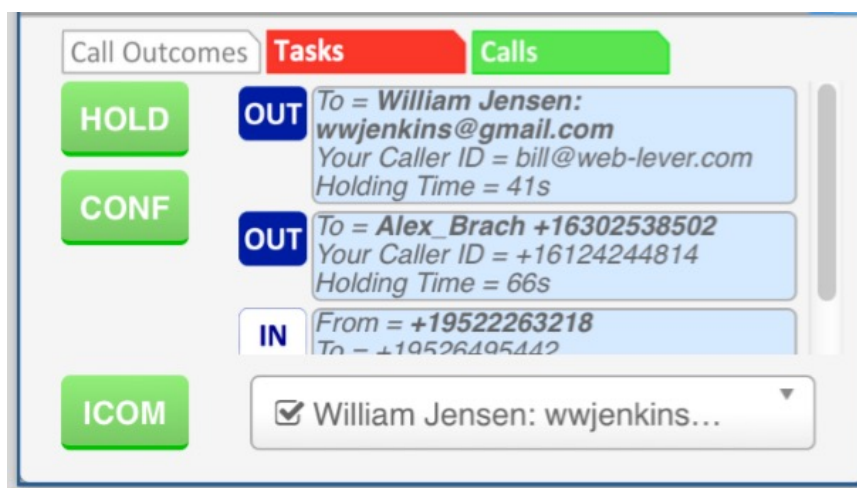 Call Outcomes Tasks Calls
HOLD
CONF
OUT
To = William Jensen:
wwjenkins@gmail.com
Your Caller ID = bill@web-lever.com
Holding Time = 41s
OUT
To = Alex_Brach +16302538502
Your Caller ID = +16124244814
Holding Time = 66s
IN
From = +19522263218
To = +19526495442
ICOM
William Jensen: wwjenkins...